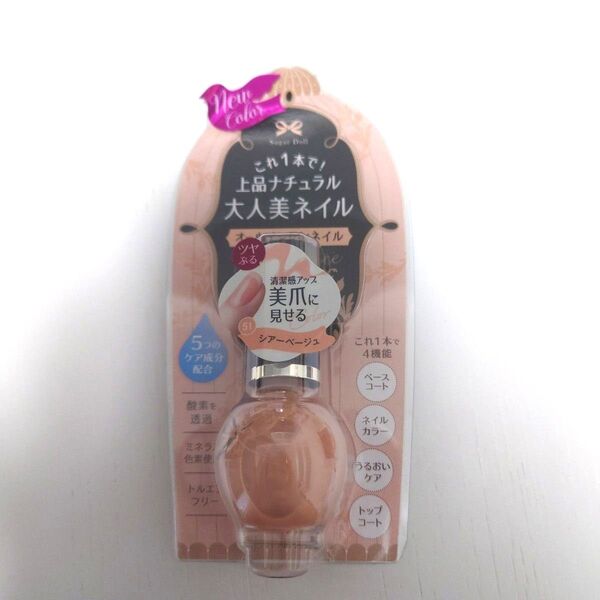 New
Color
Sugar Doll
これ1本で!
上品ナチュラル
大人美ネイル
ツヤ
ぷる
清潔感アップ
美爪に
見せる
Color
51
シアーベージュ
5つの
ケア成分
配合
酸素を
透過
ミネラル
色素使
トルエン
フリー
これ1本で
4機能
ベース
コート
ネイル
カラー
うるおい
ケア
トップ
コート